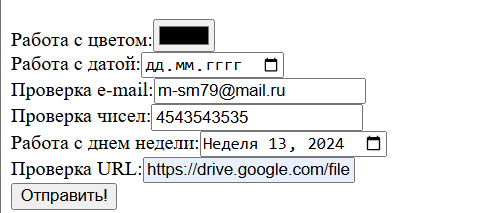 Работа с цветом:
Работа с датой: дд.мм.гггг
Проверка e-mail: m-sm79@mail.ru
Проверка чисел: 4543543535
Работа с днем недели: Неделя 13, 2024
Проверка URL: https://drive.google.com/file
Отправить!